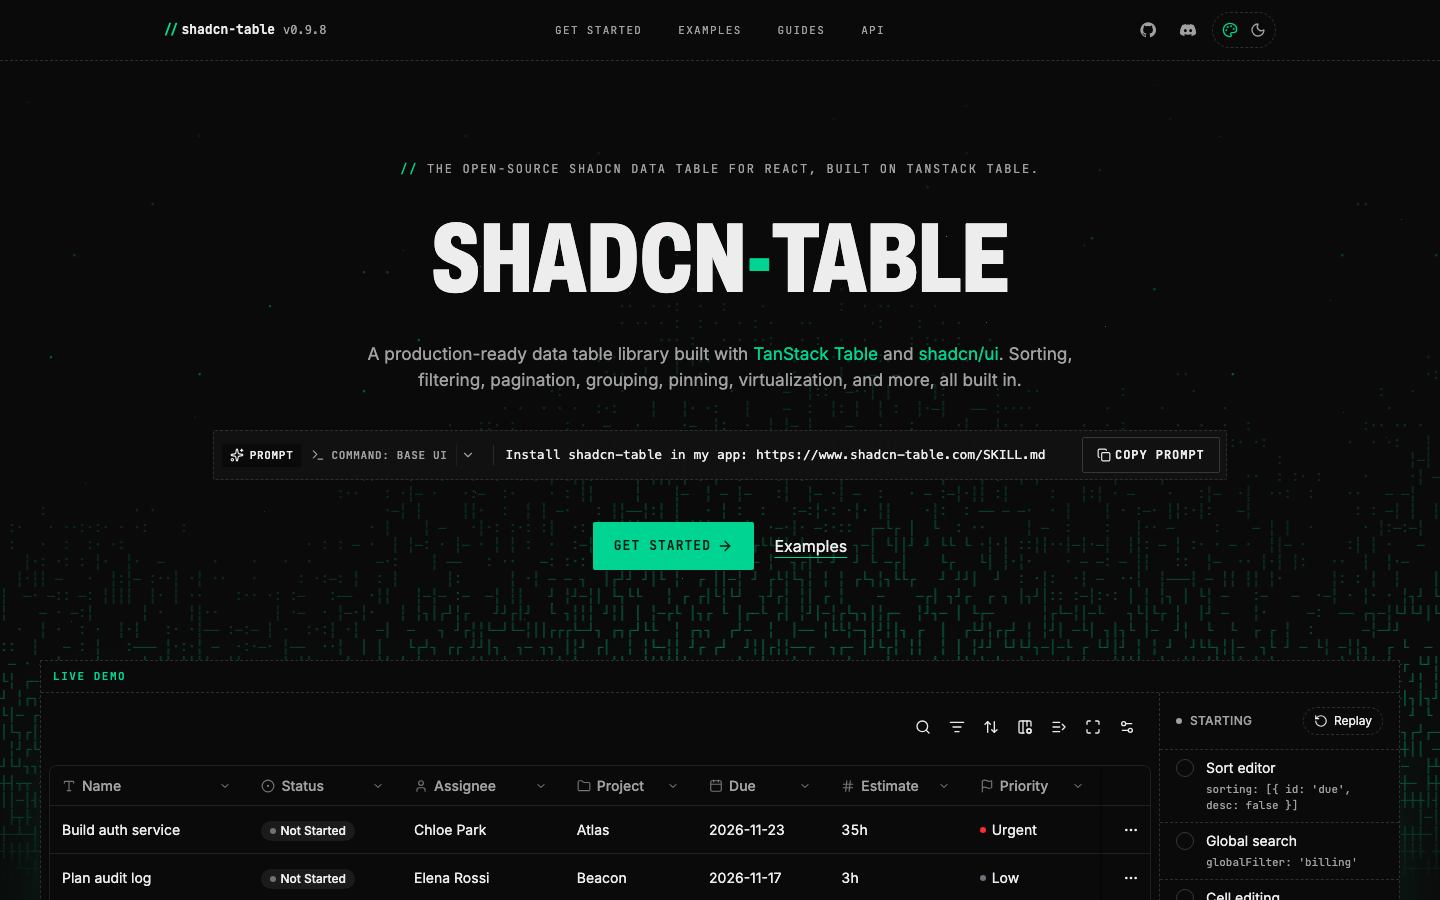 // shadcn-table v0.9.8
GET STARTED EXAMPLES GUIDES API
// THE OPEN-SOURCE SHADCN DATA TABLE FOR REACT, BUILT ON TANSTACK TABLE.
SHADCN-TABLE
A production-ready data table library built with TanStack Table and shadcn/ui. Sorting,
filtering, pagination, grouping, pinning, virtualization, and more, all built in.
PROMPT COMMAND: BASE UI Install shadcn-table in my app: https://www.shadcn-table.com/SKILL.md COPY PROMPT
GET STARTED → Examples
LIVE DEMO
STARTING Replay
Name Status Assignee Project Due Estimate Priority
Build auth service Not Started Chloe Park Atlas 2026-11-23 35h Urgent
Plan audit log Not Started Elena Rossi Beacon 2026-11-17 3h Low
Sort editor
sorting: [{ id: 'due',
desc: false }]
Global search
globalFilter: 'billing'
Cell editing